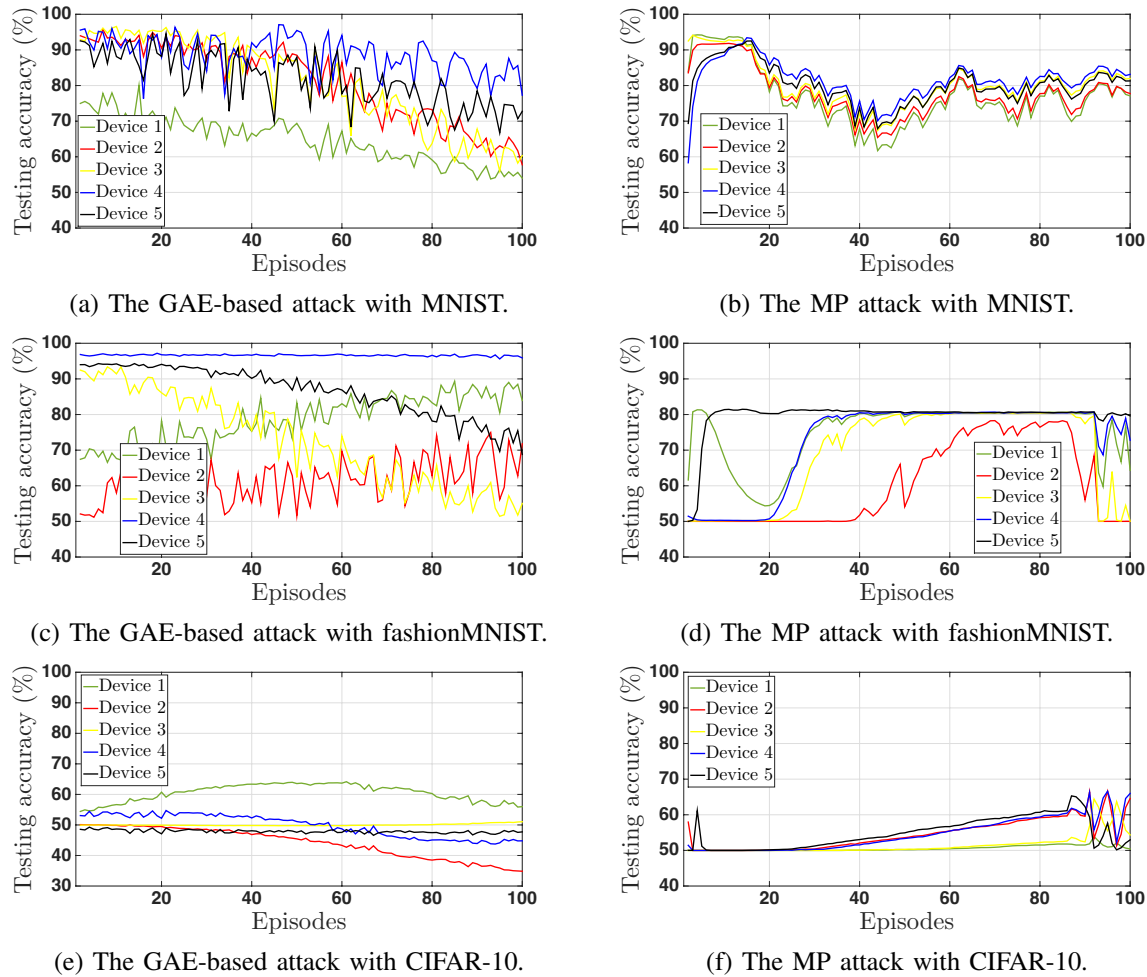 100
90
80
70
60
50
40
Testing accuracy (%)
Device 1
Device 2
Device 3
Device 4
Device 5
20 40 60 80 100
Episodes
(a) The GAE-based attack with MNIST.
100
90
80
70
60
50
40
Testing accuracy (%)
Device 1
Device 2
Device 3
Device 4
Device 5
20 40 60 80 100
Episodes
(b) The MP attack with MNIST.
100
90
80
70
60
50
40
Testing accuracy (%)
Device 1
Device 2
Device 3
Device 4
Device 5
20 40 60 80 100
Episodes
(c) The GAE-based attack with fashionMNIST.
100
90
80
70
60
50
40
Testing accuracy (%)
Device 1
Device 2
Device 3
Device 4
Device 5
20 40 60 80 100
Episodes
(d) The MP attack with fashionMNIST.
100
90
80
70
60
50
40
30
Testing accuracy (%)
Device 1
Device 2
Device 3
Device 4
Device 5
20 40 60 80 100
Episodes
(e) The GAE-based attack with CIFAR-10.
100
90
80
70
60
50
40
Testing accuracy (%)
Device 1
Device 2
Device 3
Device 4
Device 5
20 40 60 80 100
Episodes
(f) The MP attack with CIFAR-10.